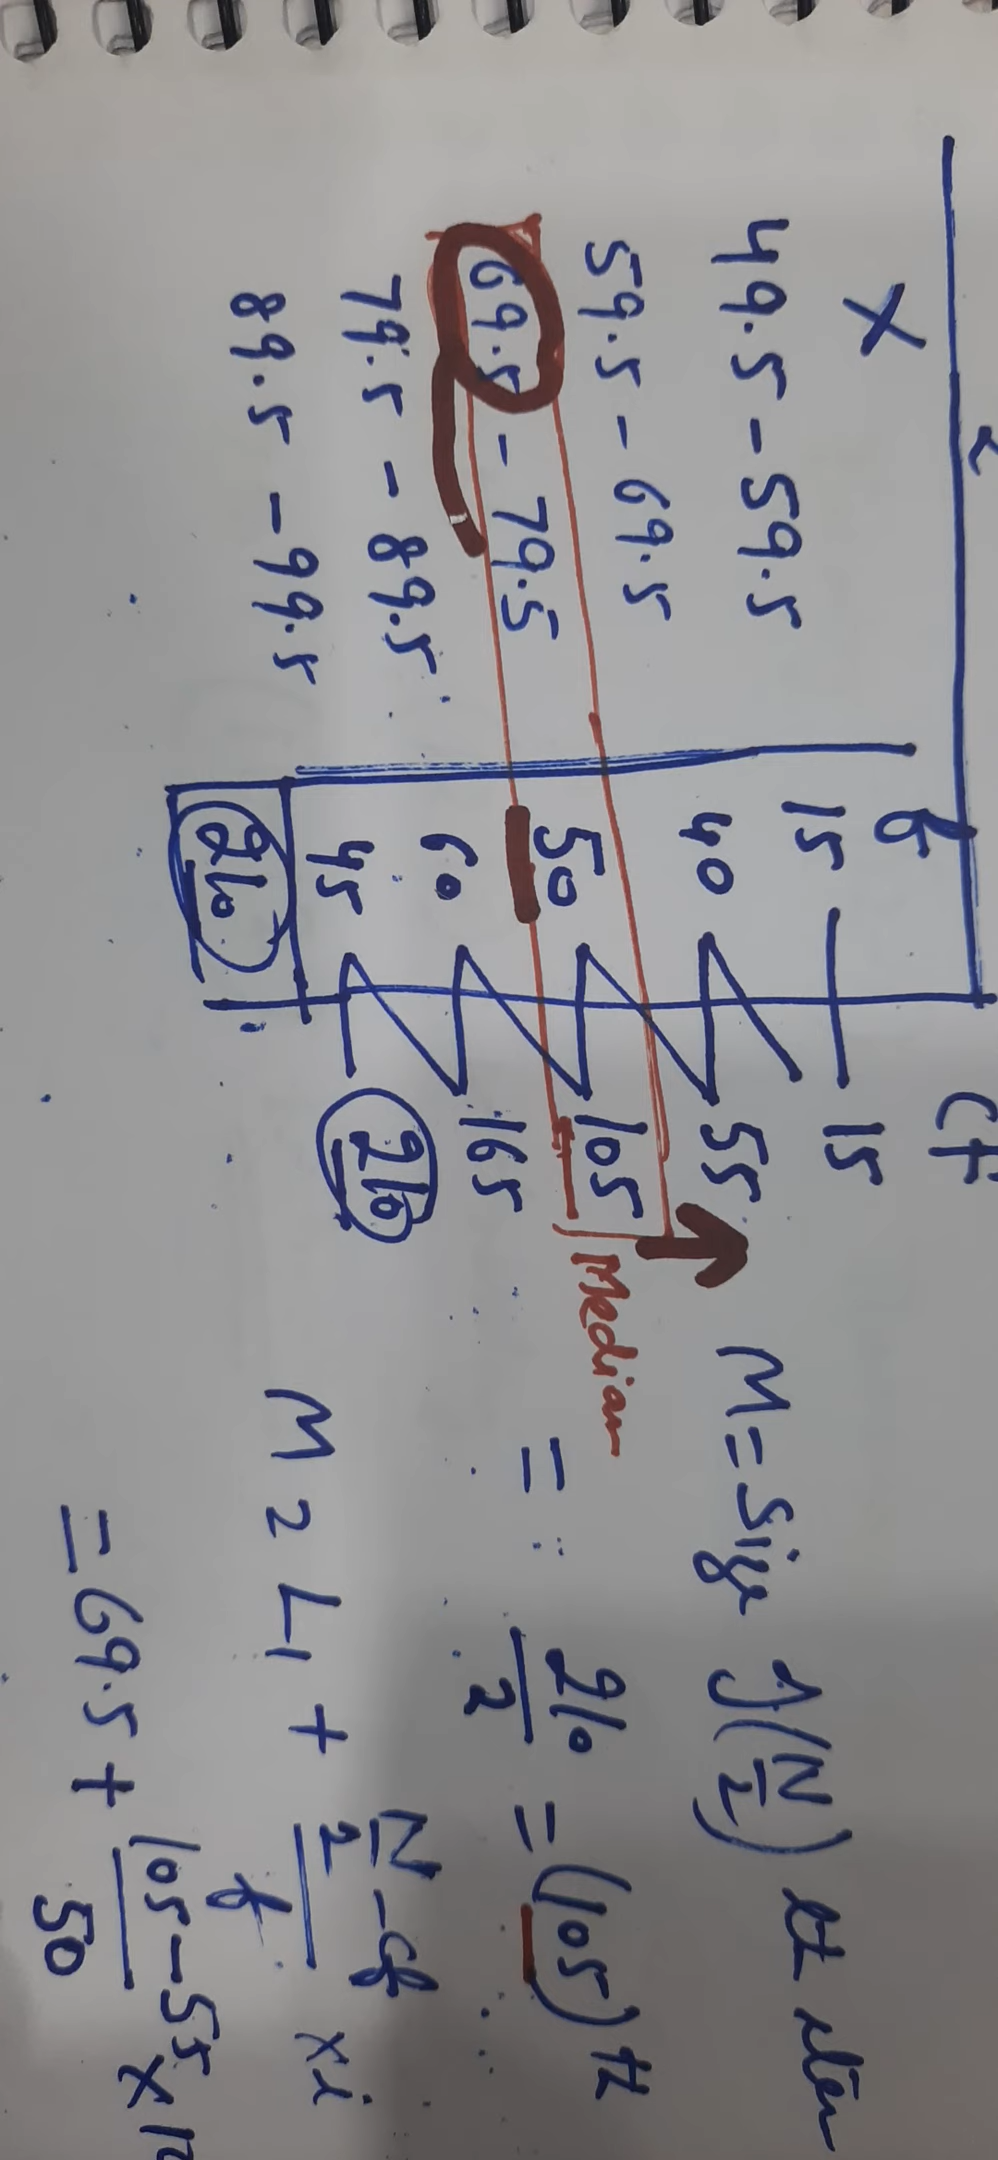 X f CF
49.5 - 59.5 15 15
59.5 - 69.5 40 55
69.5 - 79.5 50 105 Median
79.5 - 89.5 60 165
89.5 - 99.5 45 210
210
M = Size of (N/2) th item
= 210/2 = (105) th
M = L1 + N/2 - cf / f x i
= 69.5 + 105 - 55 / 50 x 10